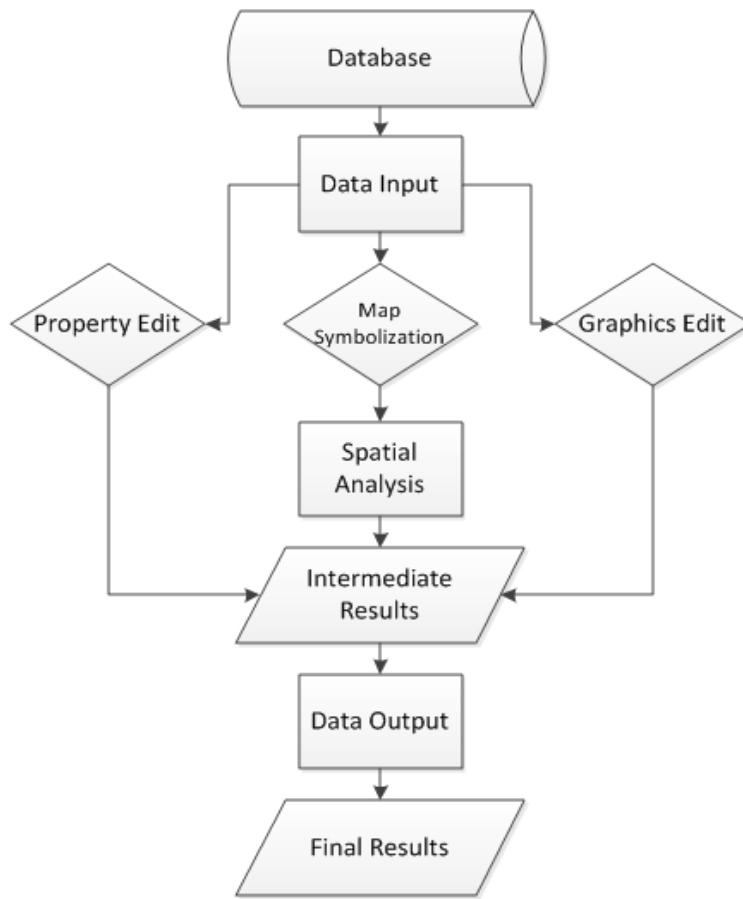 Database
Data Input
Property Edit
Map
Symbolization
Graphics Edit
Spatial
Analysis
Intermediate
Results
Data Output
Final Results